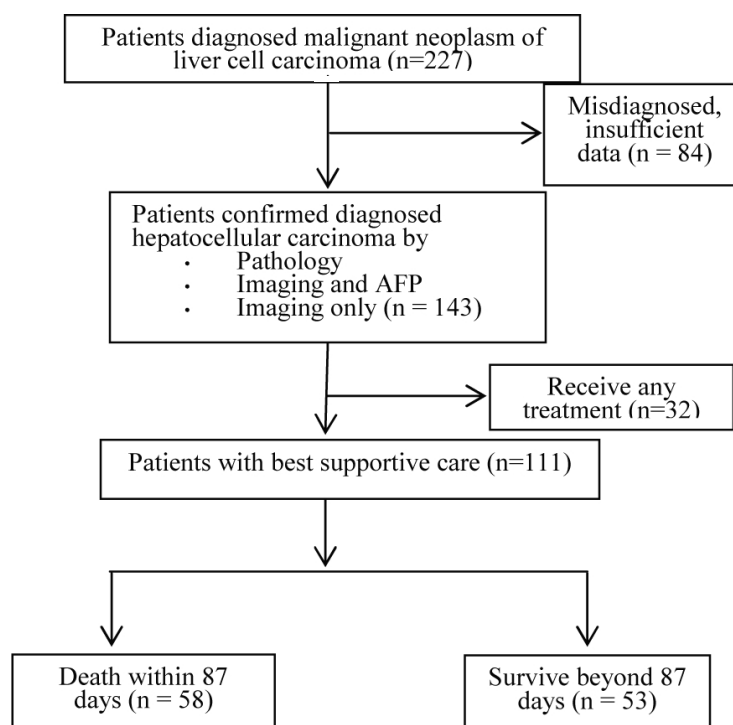 Patients diagnosed malignant neoplasm of
liver cell carcinoma (n=227)
Misdiagnosed,
insufficient
data (n = 84)
Patients confirmed diagnosed
hepatocellular carcinoma by
· Pathology
· Imaging and AFP
· Imaging only (n = 143)
Receive any
treatment (n=32)
Patients with best supportive care (n=111)
Death within 87
days (n = 58)
Survive beyond 87
days (n = 53)